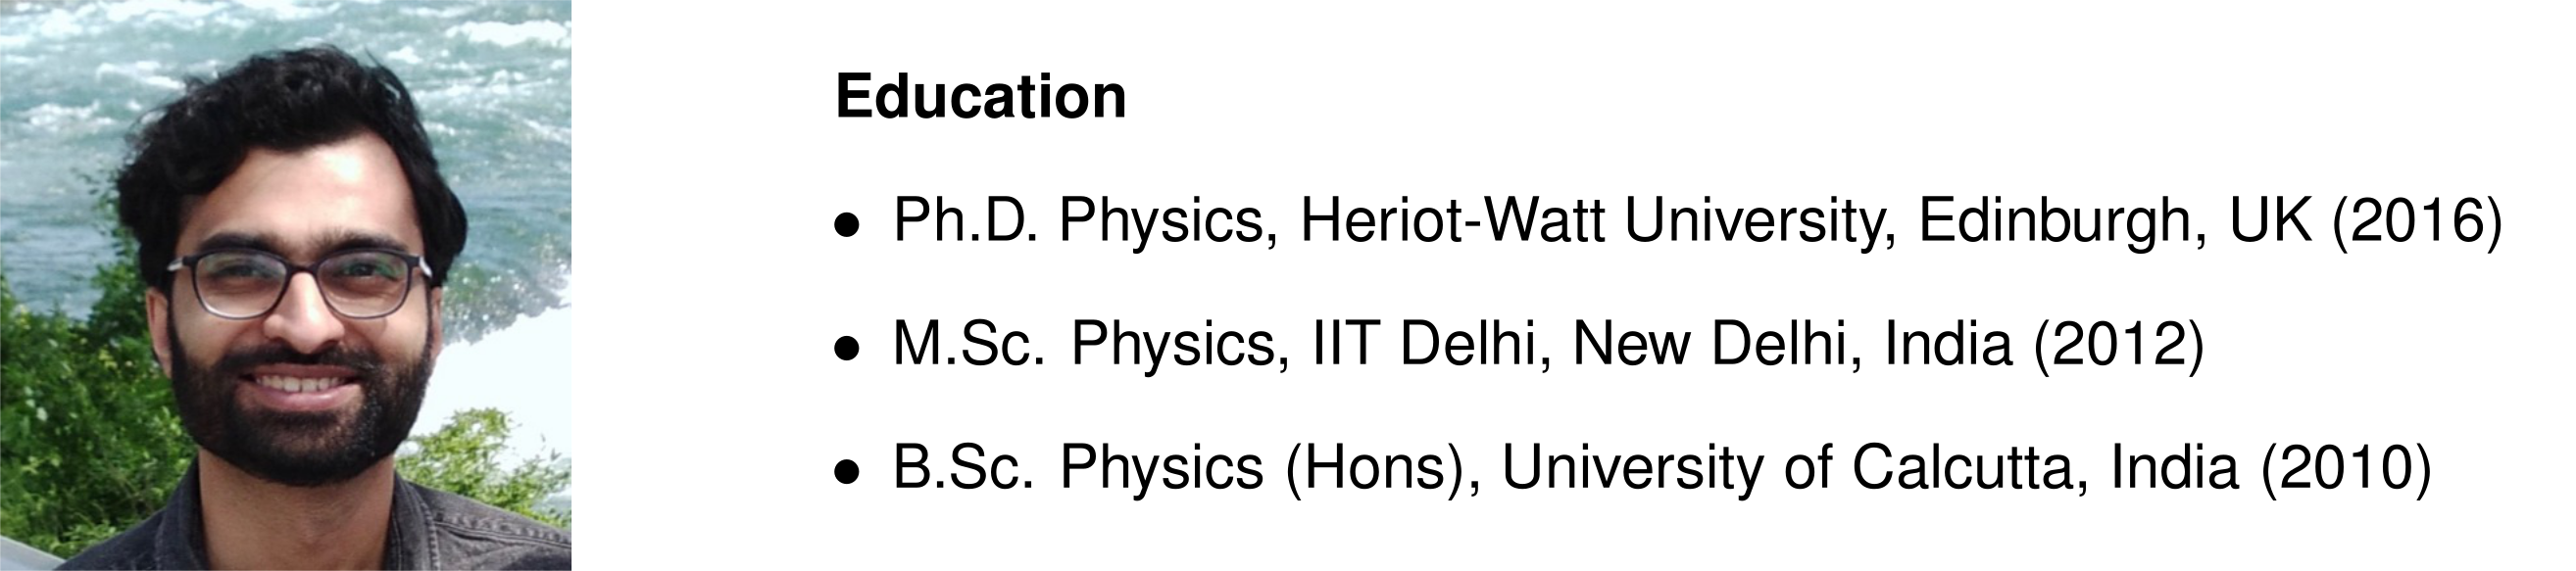 Education
• Ph.D. Physics, Heriot-Watt University, Edinburgh, UK (2016)
• M.Sc. Physics, IIT Delhi, New Delhi, India (2012)
• B.Sc. Physics (Hons), University of Calcutta, India (2010)